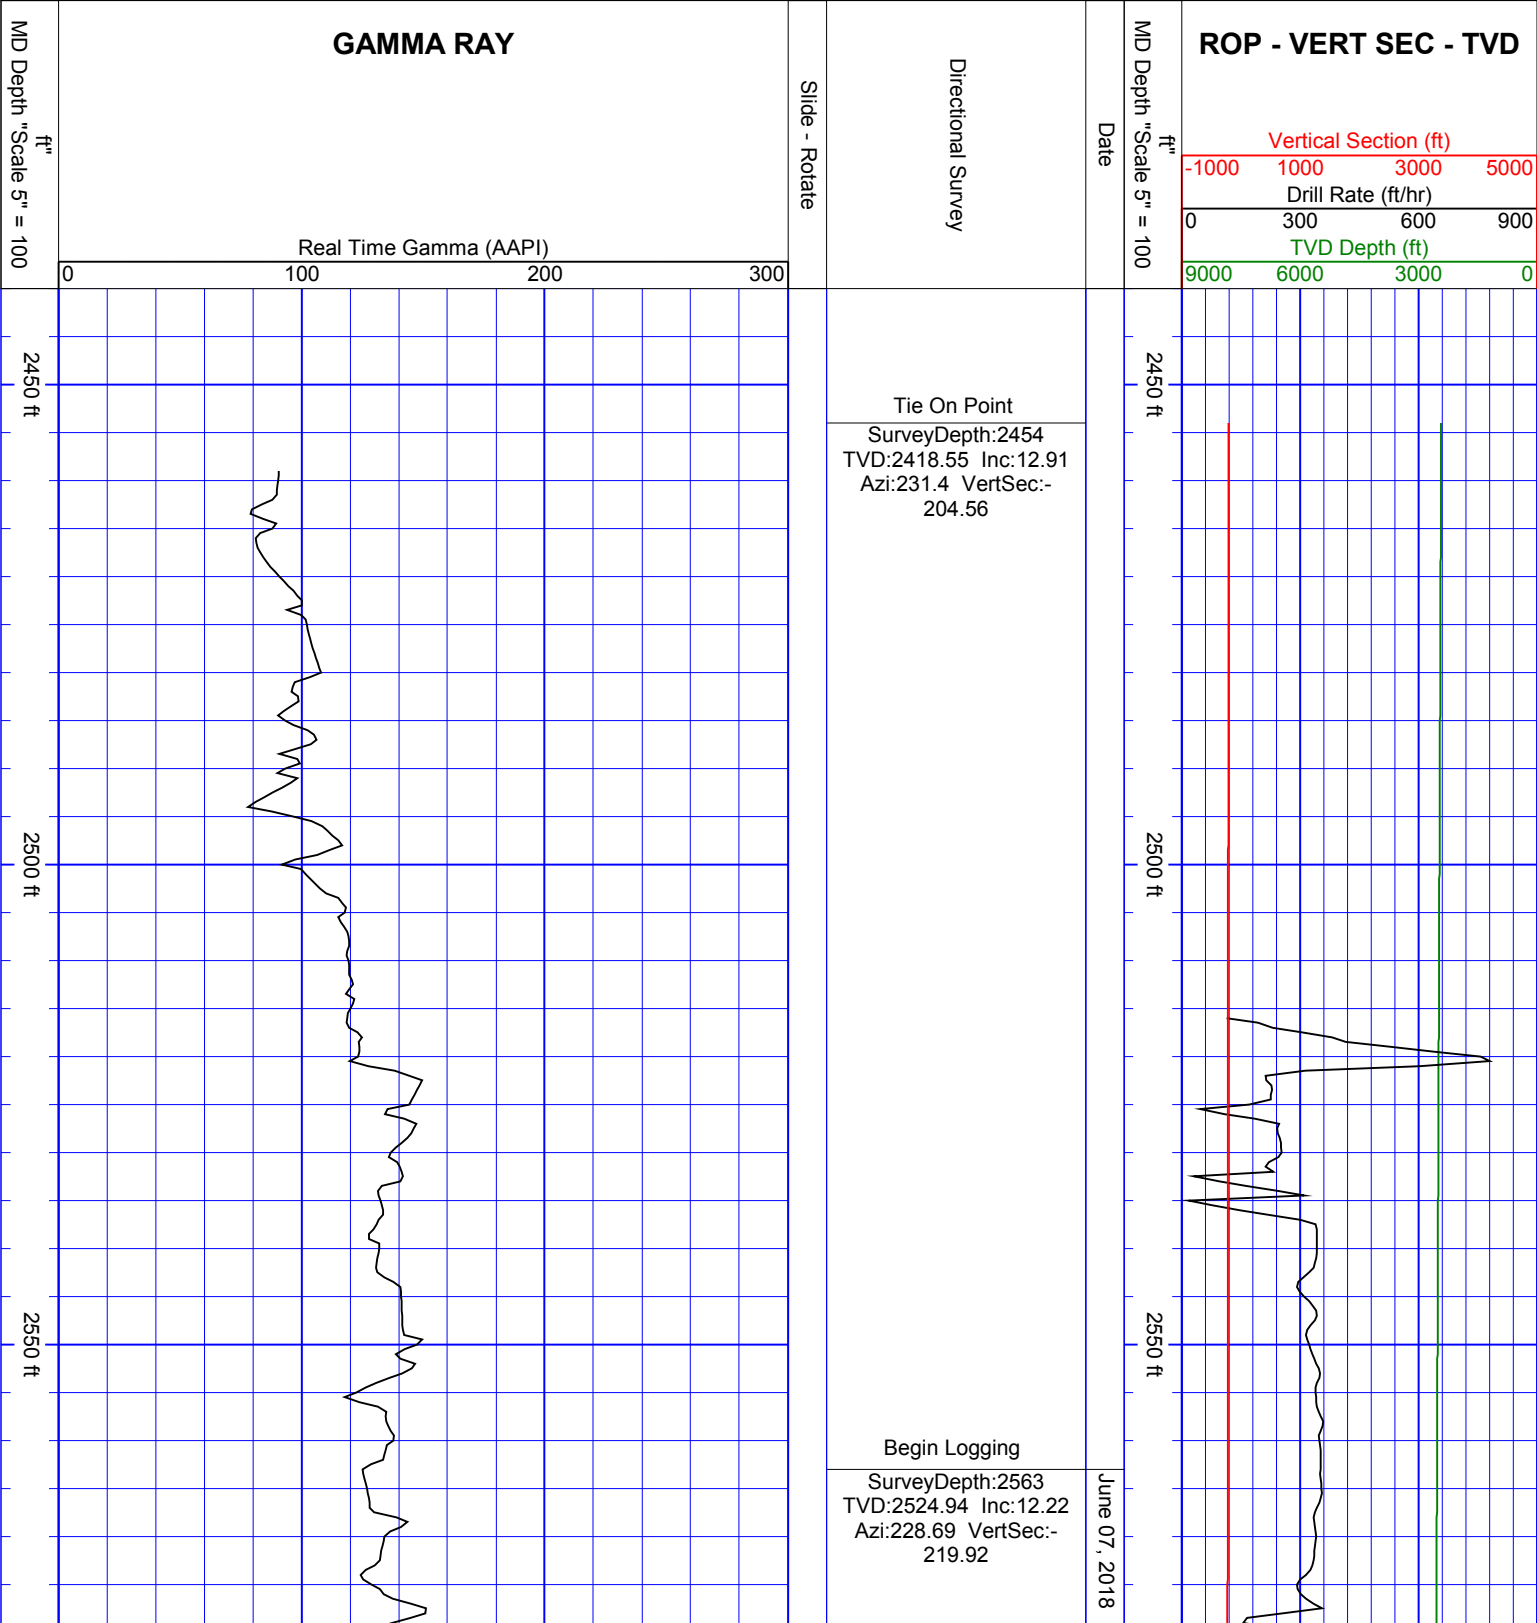 MD Depth "Scale 5" = 100
ft"
GAMMA RAY
Real Time Gamma (AAPI)
0 100 200 300
Slide - Rotate
Directional Survey
Date
MD Depth "Scale 5" = 100
ft"
ROP - VERT SEC - TVD
Vertical Section (ft)
-1000 1000 3000 5000
Drill Rate (ft/hr)
0 300 600 900
TVD Depth (ft)
9000 6000 3000 0
2450 ft
2450 ft
Tie On Point
SurveyDepth:2454
TVD:2418.55 Inc:12.91
Azi:231.4 VertSec:-
204.56
2500 ft
2500 ft
2550 ft
2550 ft
Begin Logging
SurveyDepth:2563
TVD:2524.94 Inc:12.22
Azi:228.69 VertSec:-
219.92
June 07, 2018